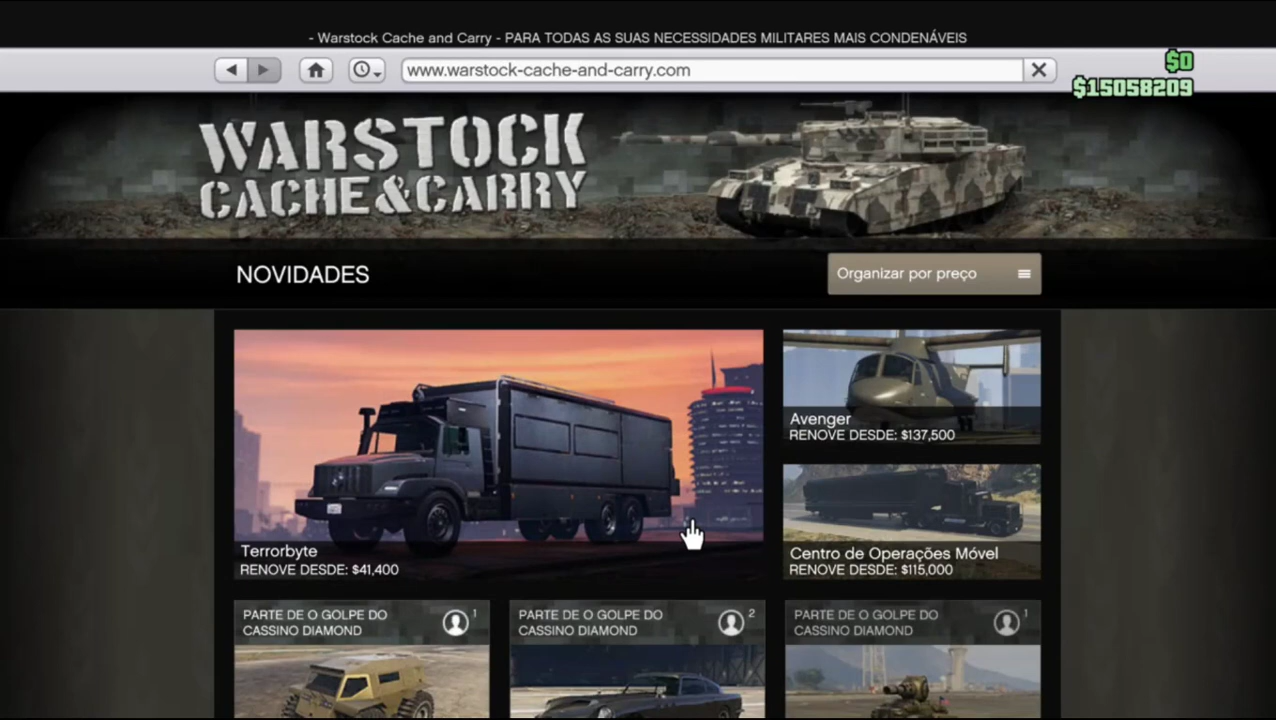 - Warstock Cache and Carry - PARA TODAS AS SUAS NECESSIDADES MILITARES MAIS CONDENÁVEIS
www.warstock-cache-and-carry.com
$0
$15058209
WARSTOCK
CACHE&CARRY
NOVIDADES
Organizar por preço
Terrorbyte
RENOVE DESDE: $41,400
Avenger
RENOVE DESDE: $137,500
Centro de Operações Móvel
RENOVE DESDE: $115,000
PARTE DE O GOLPE DO
CASSINO DIAMOND
1
PARTE DE O GOLPE DO
CASSINO DIAMOND
2
PARTE DE O GOLPE DO
CASSINO DIAMOND
1